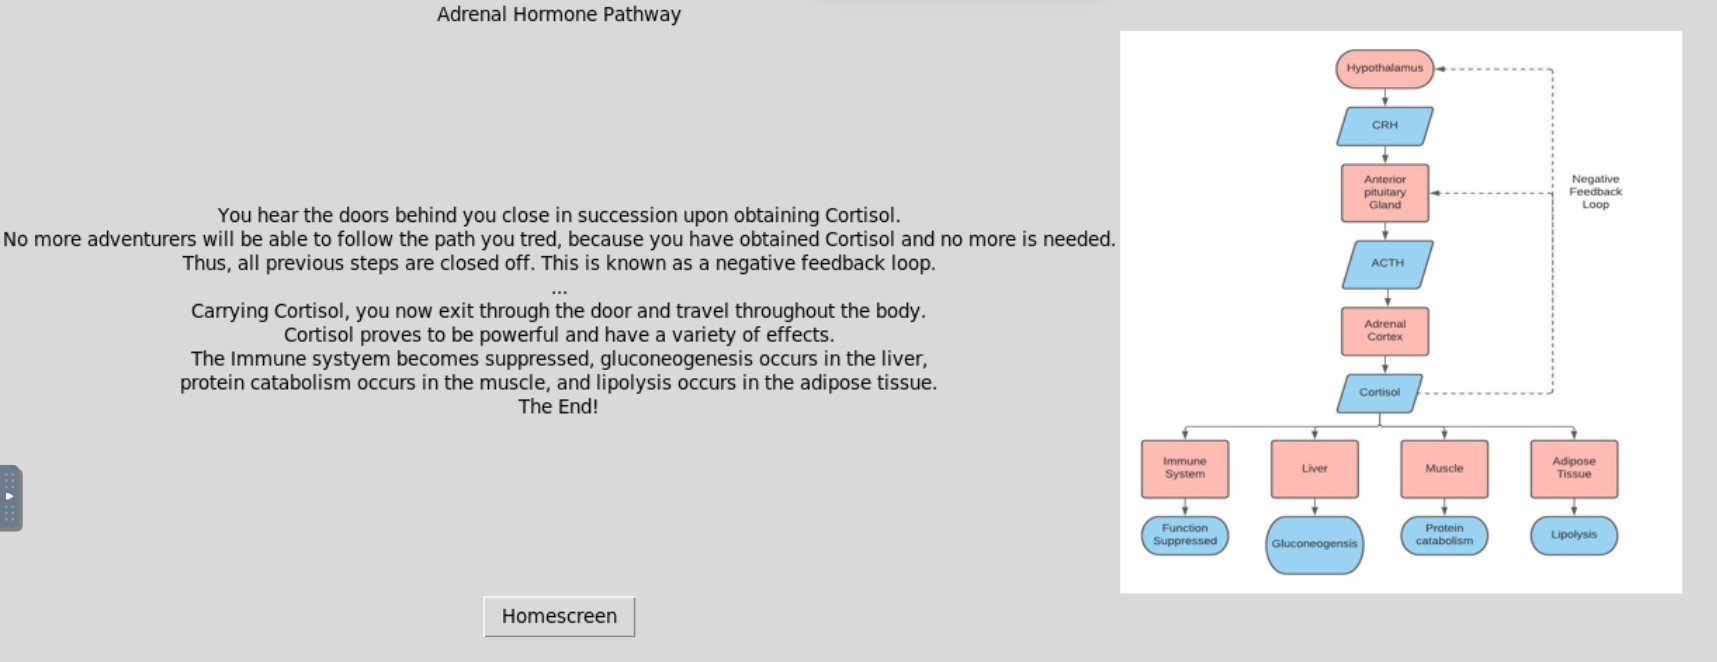 Adrenal Hormone Pathway
You hear the doors behind you close in succession upon obtaining Cortisol.
No more adventurers will be able to follow the path you tred, because you have obtained Cortisol and no more is needed.
Thus, all previous steps are closed off. This is known as a negative feedback loop.
...
Carrying Cortisol, you now exit through the door and travel throughout the body.
Cortisol proves to be powerful and have a variety of effects.
The Immune systyem becomes suppressed, gluconeogenesis occurs in the liver,
protein catabolism occurs in the muscle, and lipolysis occurs in the adipose tissue.
The End!
Homescreen
Hypothalamus
CRH
Anterior
pituitary
Gland
Negative
Feedback
Loop
ACTH
Adrenal
Cortex
Cortisol
Immune
System
Liver
Muscle
Adipose
Tissue
Function
Suppressed
Gluconeogensis
Protein
catabolism
Lipolysis